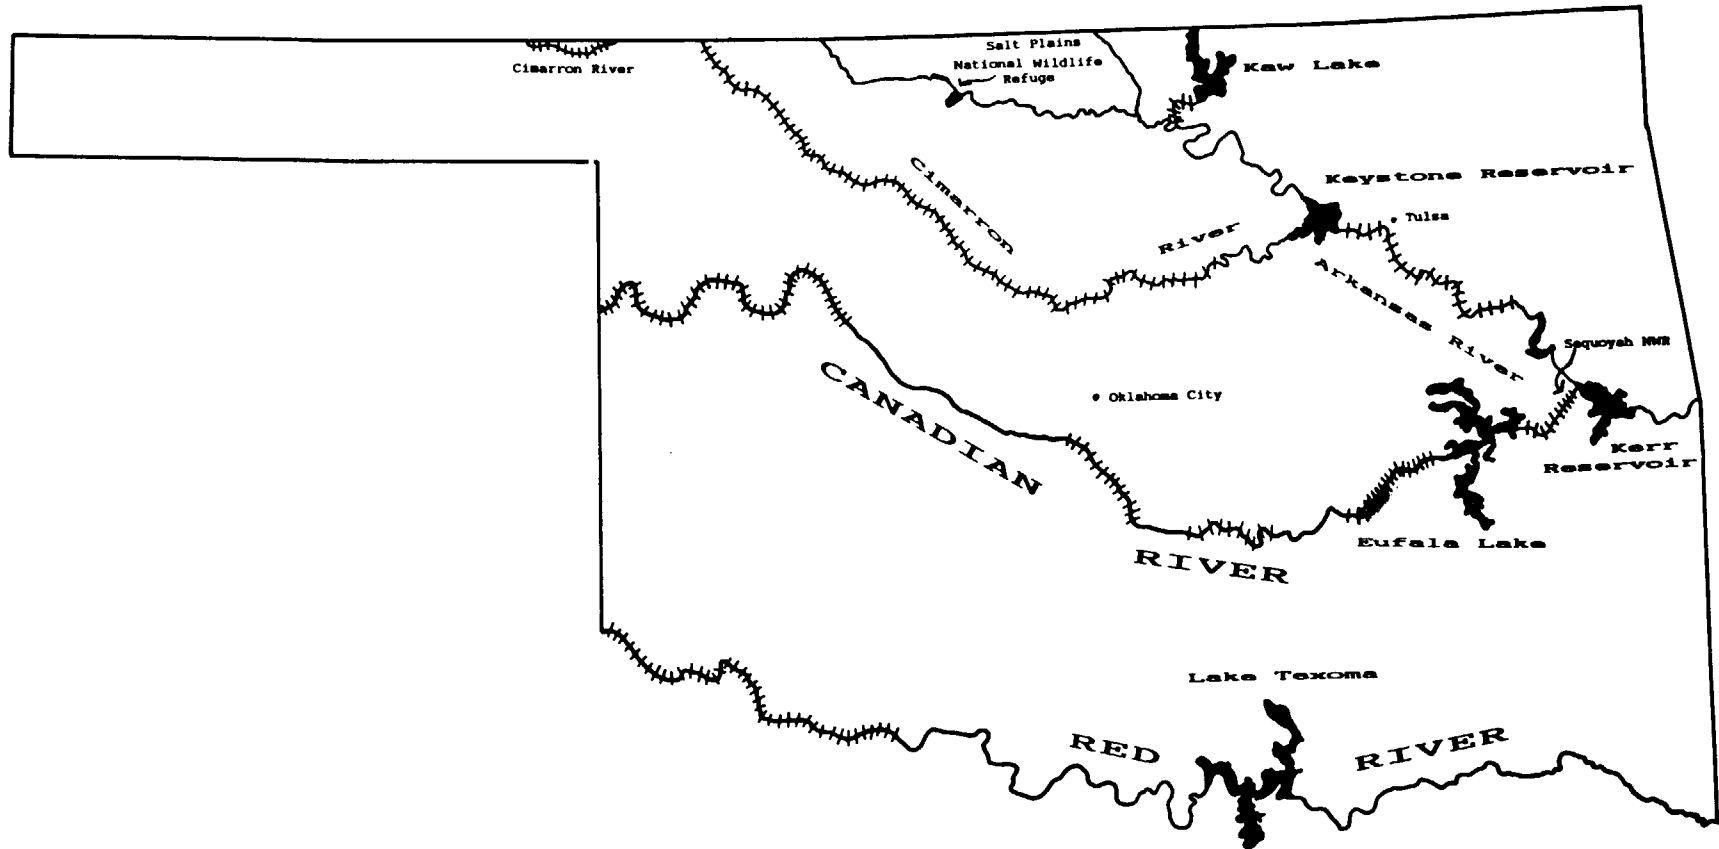 Salt Plains
National Wildlife
Refuge
Cimarron River
Kaw Lake
Keystone Reservoir
Tulsa
Cimarron
River
Arkansas River
Sequoyah NWR
Oklahoma City
CANADIAN
RIVER
Kerr
Reservoir
Eufala Lake
Lake Texoma
RED
RIVER